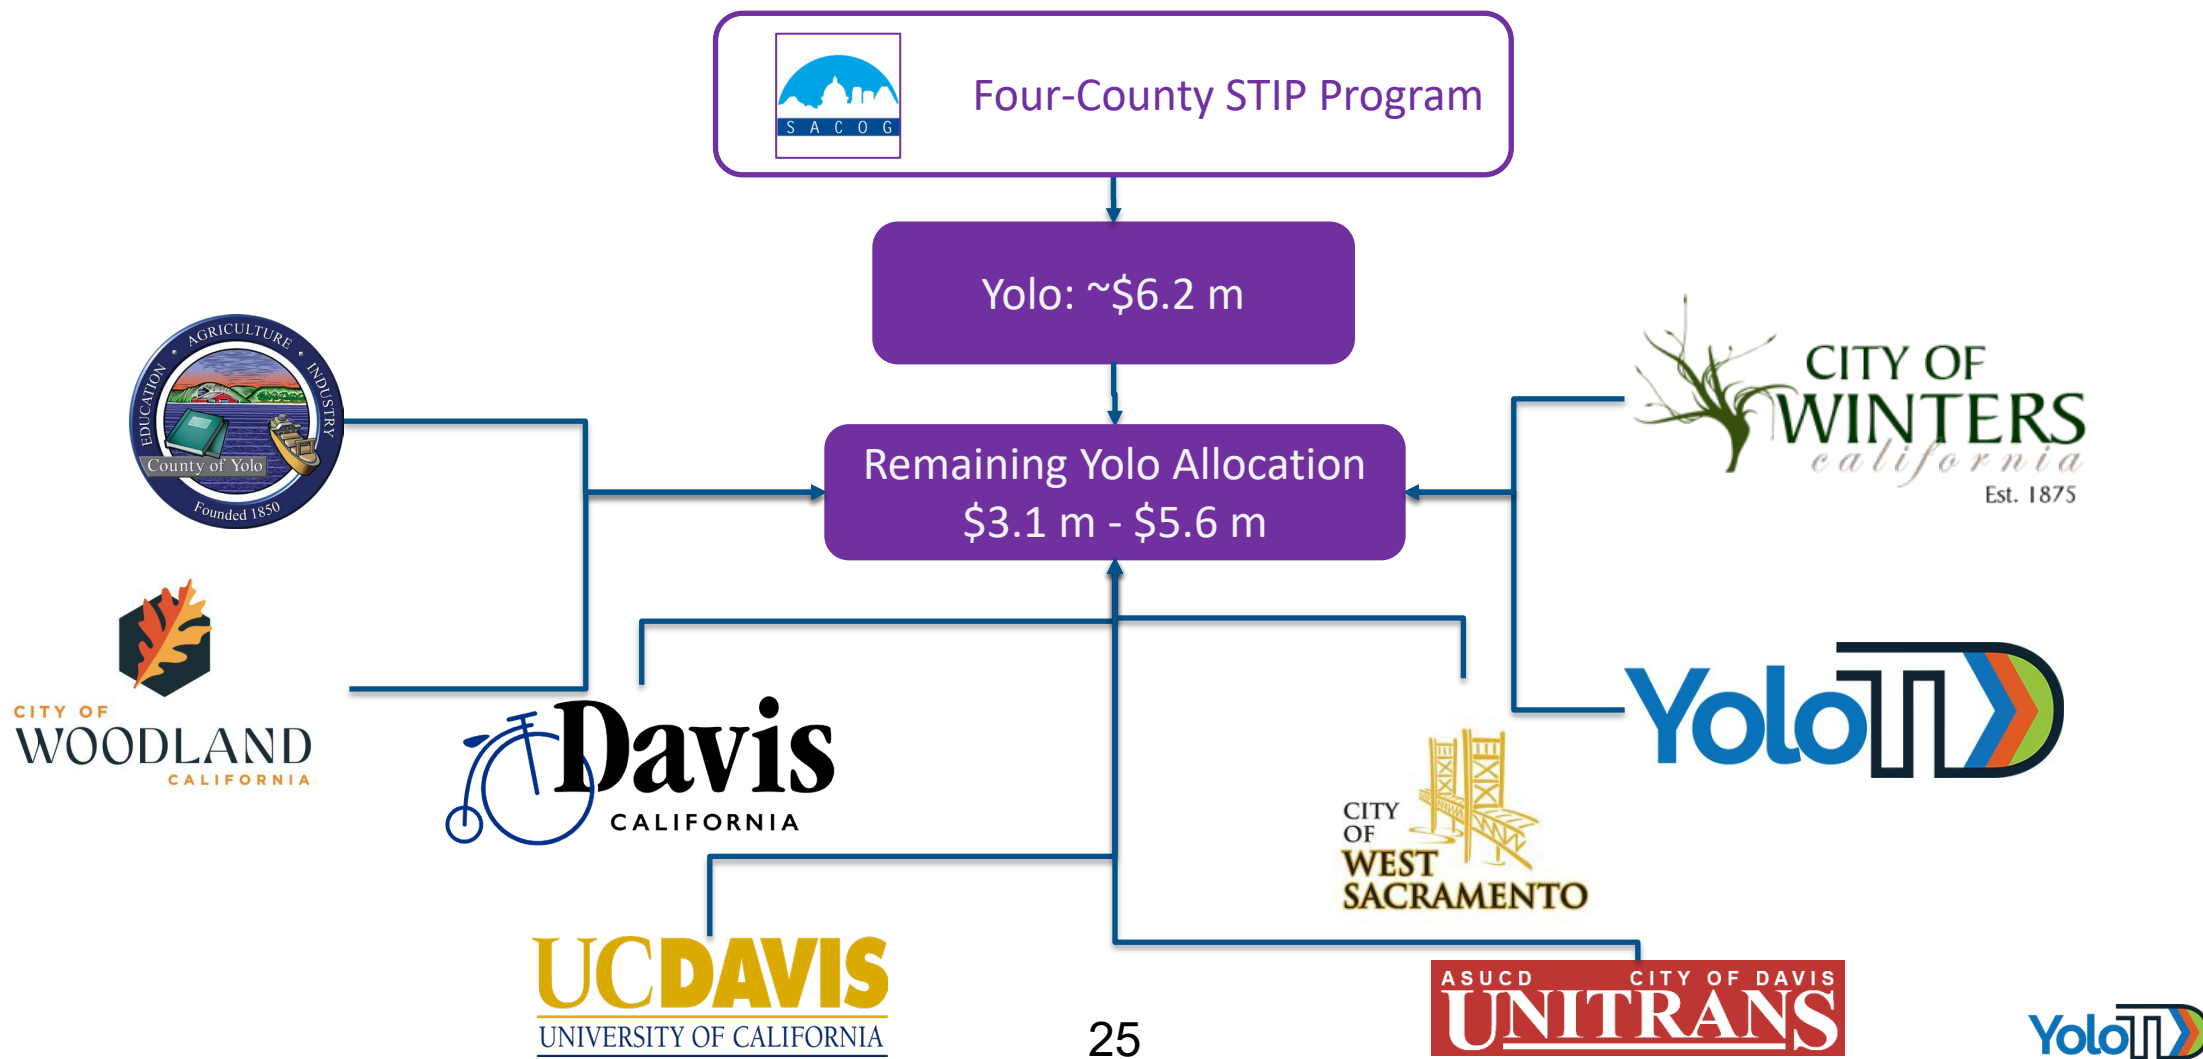 SACOG
Four-County STIP Program
Yolo: ~$6.2 m
Remaining Yolo Allocation
$3.1 m - $5.6 m
EDUCATION • AGRICULTURE • INDUSTRY
County of Yolo
Founded 1850
CITY OF
WINTERS
california
Est. 1875
CITY OF
WOODLAND
CALIFORNIA
Davis
CALIFORNIA
YoloTD
CITY
OF
WEST
SACRAMENTO
UCDAVIS
UNIVERSITY OF CALIFORNIA
ASUCD CITY OF DAVIS
UNITRANS
25
YoloTD